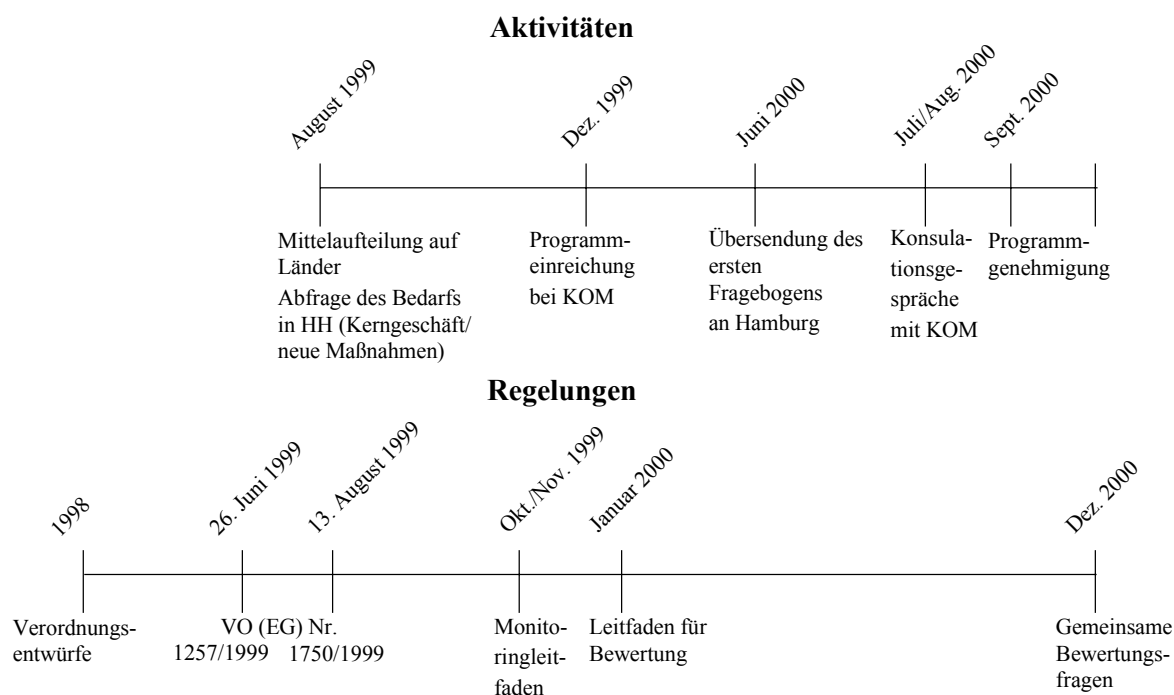 Aktivitäten
August 1999
Dez. 1999
Juni 2000
Juli/Aug. 2000
Sept. 2000
Mittelaufteilung auf
Länder
Abfrage des Bedarfs
in HH (Kerngeschäft/
neue Maßnahmen)
Programm-
einreichung
bei KOM
Übersendung des
ersten
Fragebogens
an Hamburg
Konsula-
tionsge-
spräche
mit KOM
Programm-
genehmigung
Regelungen
1998
26. Juni 1999
13. August 1999
Okt./Nov. 1999
Januar 2000
Dez. 2000
Verordnungs-
entwürfe
VO (EG) Nr.
1257/1999
1750/1999
Monito-
ringleit-
faden
Leitfaden für
Bewertung
Gemeinsame
Bewertungs-
fragen